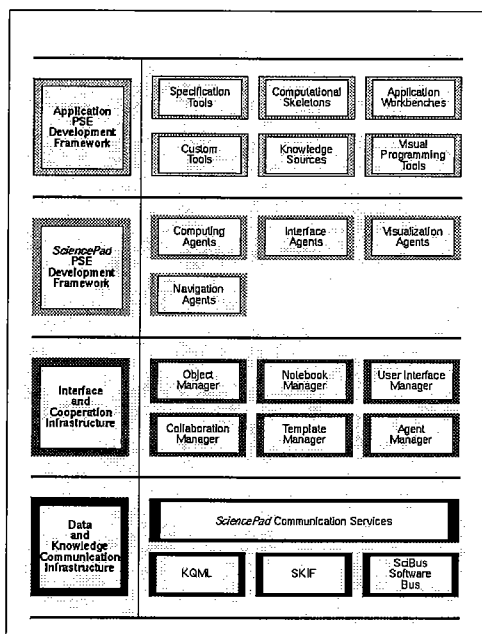 Application
PSE
Development
Framework
Specification
Tools
Computational
Skeletons
Application
Workbenches
Custom
Tools
Knowledge
Sources
Visual
Programming
Tools
SciencePad
PSE
Development
Framework
Computing
Agents
Interface
Agents
Visualization
Agents
Navigation
Agents
Interface
and
Cooperation
Infrastructure
Object
Manager
Notebook
Manager
User Interface
Manager
Collaboration
Manager
Template
Manager
Agent
Manager
Data
and
Knowledge
Communication
Infrastructure
SciencePad Communication Services
KQML
SKIF
SciBus
Software
Bus